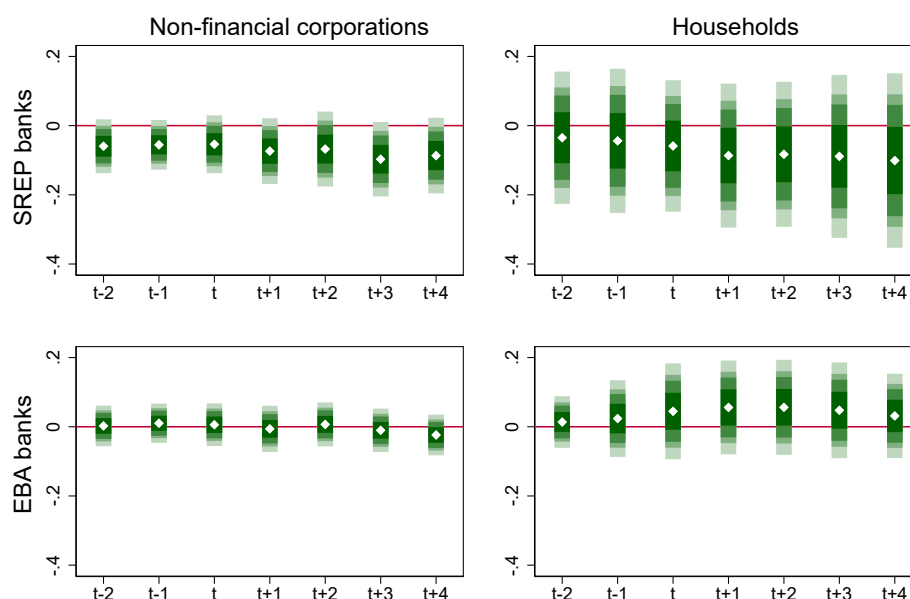 Non-financial corporations
Households
SREP banks
.2
0
-.2
-.4
t-2 t-1 t t+1 t+2 t+3 t+4
.2
0
-.2
-.4
t-2 t-1 t t+1 t+2 t+3 t+4
EBA banks
.2
0
-.2
-.4
t-2 t-1 t t+1 t+2 t+3 t+4
.2
0
-.2
-.4
t-2 t-1 t t+1 t+2 t+3 t+4